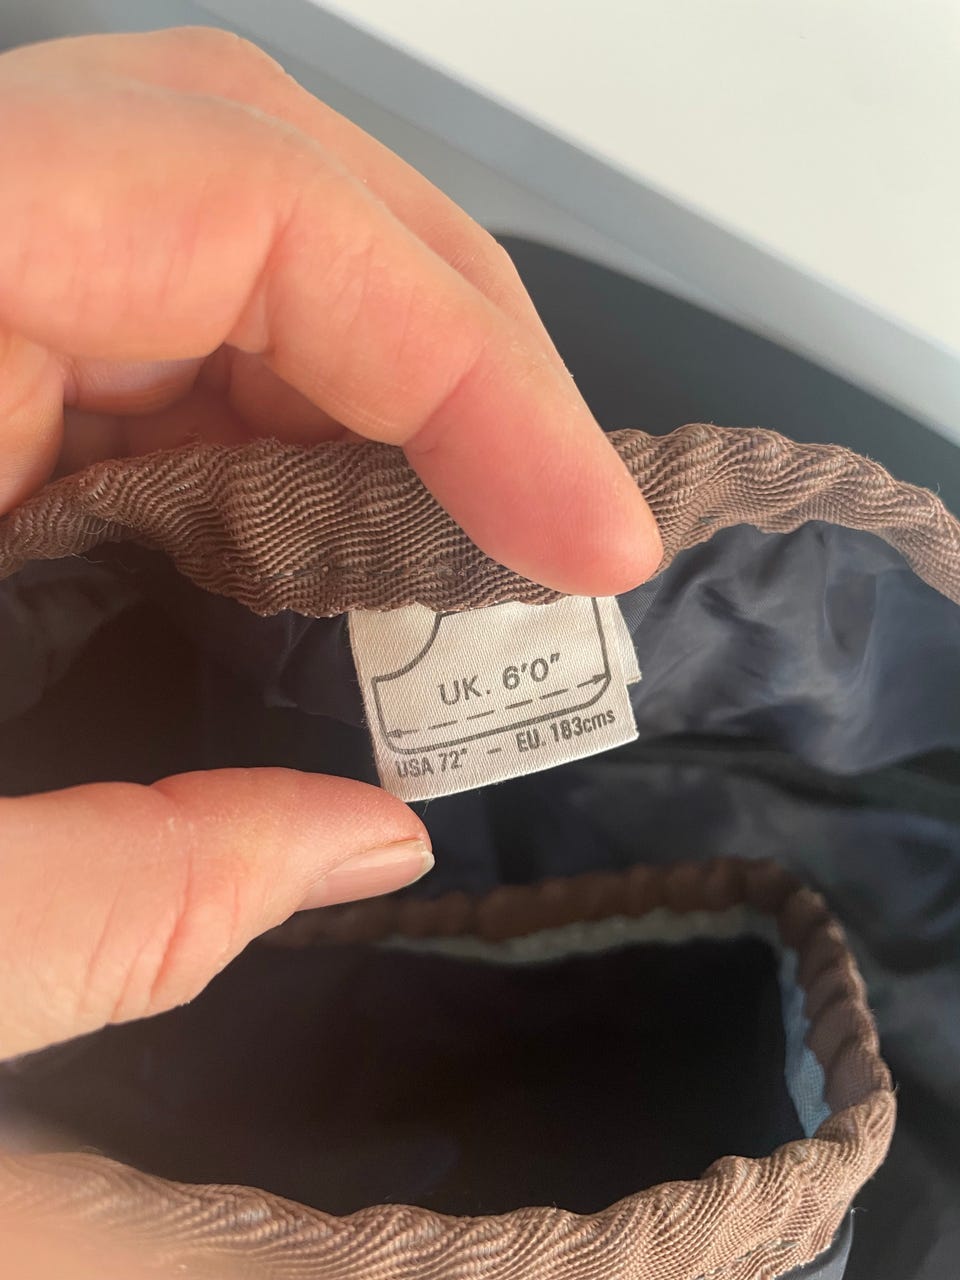 UK. 6'0"
USA 72" - EU. 183cms